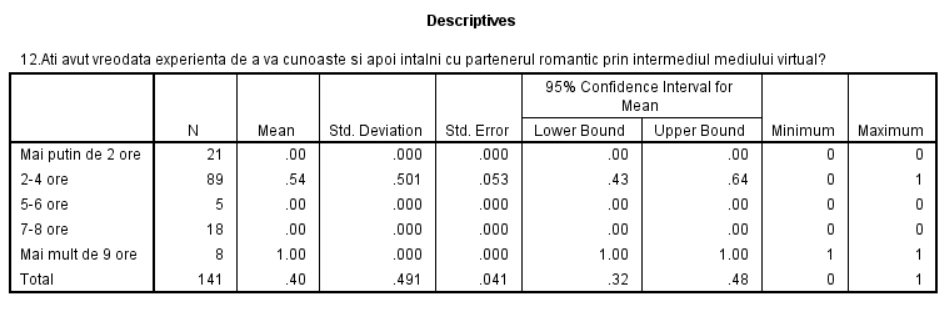 Descriptives
12.Ati avut vreodata experienta de a va cunoaste si apoi intalni cu partenerul romantic prin intermediul mediului virtual?
95% Confidence Interval for Mean
N Mean Std. Deviation Std. Error Lower Bound Upper Bound Minimum Maximum
Mai putin de 2 ore 21 .00 .000 .000 .00 .00 0 0
2-4 ore 89 .54 .501 .053 .43 .64 0 1
5-6 ore 5 .00 .000 .000 .00 .00 0 0
7-8 ore 18 .00 .000 .000 .00 .00 0 0
Mai mult de 9 ore 8 1.00 .000 .000 1.00 1.00 1 1
Total 141 .40 .491 .041 .32 .48 0 1